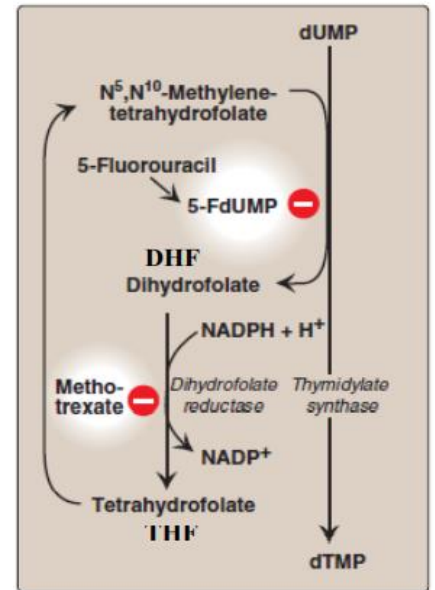 dUMP
N⁵,N¹⁰-Methylene-
tetrahydrofolate
5-Fluorouracil
5-FdUMP
DHF
Dihydrofolate
NADPH + H⁺
Metho-
trexate
Dihydrofolate
reductase
Thymidylate
synthase
NADP⁺
Tetrahydrofolate
THF
dTMP